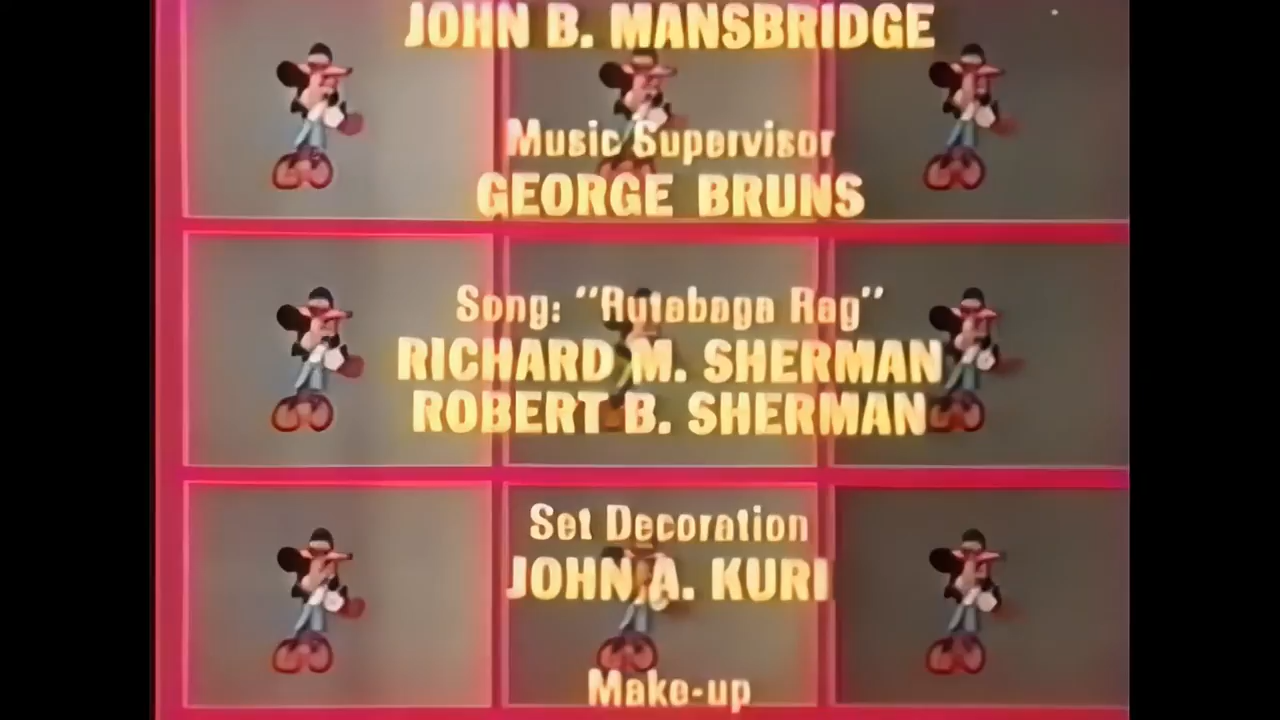 JOHN B. MANSBRIDGE
Music Supervisor
GEORGE BRUNS
Song: "Rutabaga Rag"
RICHARD M. SHERMAN
ROBERT B. SHERMAN
Set Decoration
JOHN A. KURI
Make-up